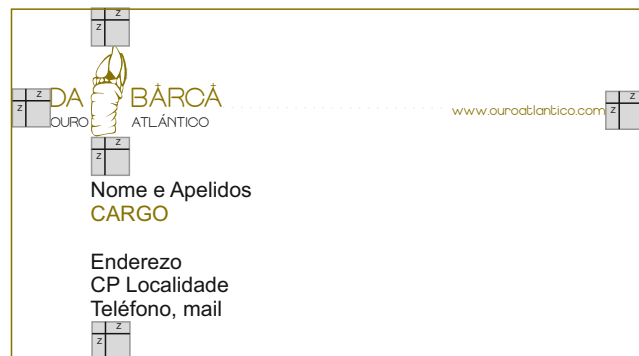 z
z
DA BARCA
z z www.ouroatlantico.com z z
OURO ATLÁNTICO
z
z
Nome e Apelidos
CARGO
Enderezo
CP Localidade
Teléfono, mail
z
z